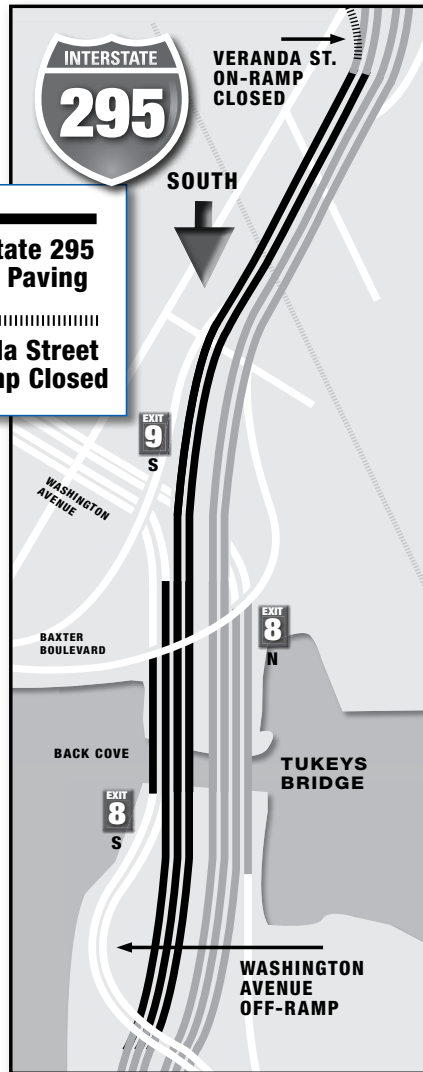 INTERSTATE
295
VERANDA ST.
ON-RAMP
CLOSED
SOUTH
tate 295
Paving
la Street
np Closed
EXIT
9
S
WASHINGTON
AVENUE
BAXTER
BOULEVARD
EXIT
8
N
BACK COVE
TUKEYS
BRIDGE
EXIT
8
S
WASHINGTON
AVENUE
OFF-RAMP